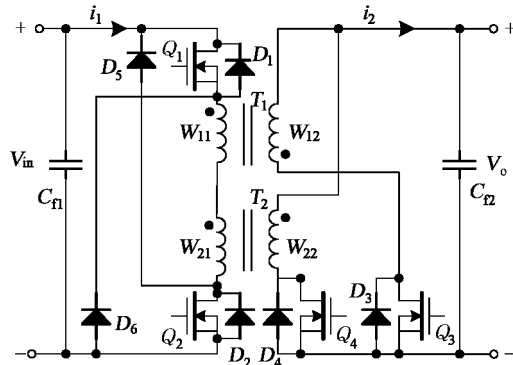 + i1 i2 +
Q1 D1
D5
T1
W11 W12
Vin Vo
Cf1 Cf2
T2
W21 W22
D3
D6
Q2 Q4 Q3
D2 D4
− −